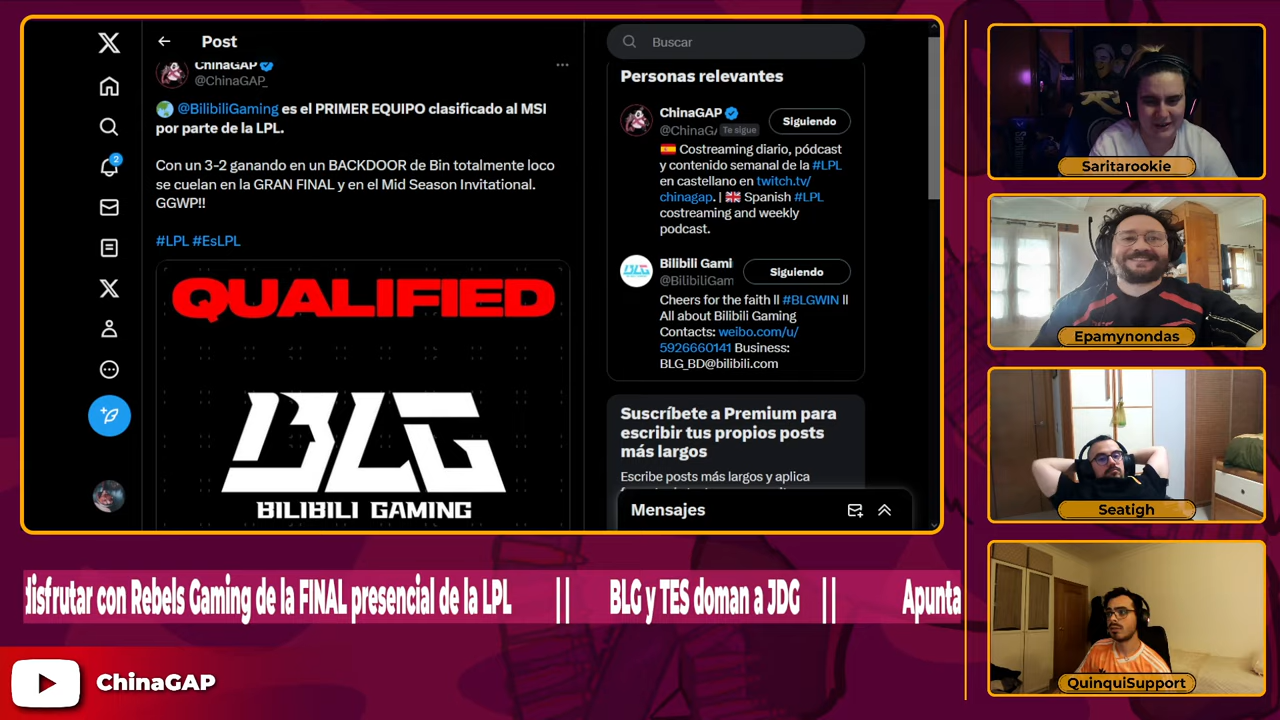 Post
ChinaGAP
@ChinaGAP_
@BilibiliGaming es el PRIMER EQUIPO clasificado al MSI
por parte de la LPL.
Con un 3-2 ganando en un BACKDOOR de Bin totalmente loco
se cuelan en la GRAN FINAL y en el Mid Season Invitational.
GGWP!!
#LPL #EsLPL
QUALIFIED
BLG
BILIBILI GAMING
2
Buscar
Personas relevantes
ChinaGAP
@ChinaGA Te sigue
Siguiendo
Costreaming diario, pódcast
y contenido semanal de la #LPL
en castellano en twitch.tv/
chinagap. | Spanish #LPL
costreaming and weekly
podcast.
Bilibili Gami
@BilibiliGam
Siguiendo
Cheers for the faith ll #BLGWIN ll
All about Bilibili Gaming
Contacts: weibo.com/u/
5926660141 Business:
BLG_BD@bilibili.com
Suscríbete a Premium para
escribir tus propios posts
más largos
Escribe posts más largos y aplica
Mensajes
Saritarookie
Epamynondas
Seatigh
QuinquiSupport
disfrutar con Rebels Gaming de la FINAL presencial de la LPL || BLG y TES doman a JDG || Apunta
ChinaGAP